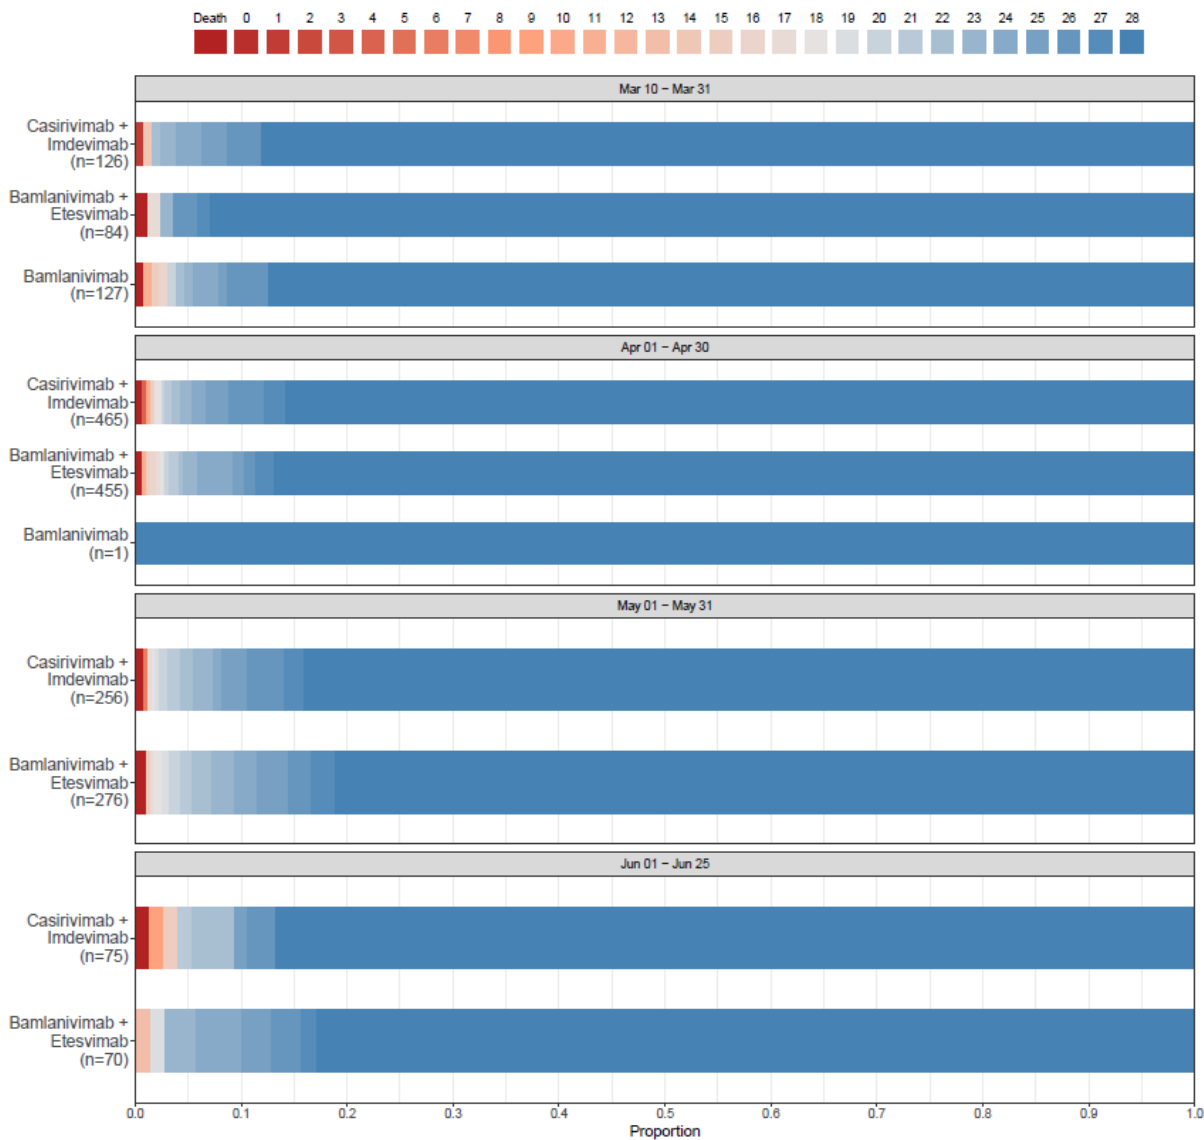 Death 0 1 2 3 4 5 6 7 8 9 10 11 12 13 14 15 16 17 18 19 20 21 22 23 24 25 26 27 28
Mar 10 − Mar 31
Casirivimab +
Imdevimab
(n=126)
Bamlanivimab +
Etesvimab
(n=84)
Bamlanivimab
(n=127)
Apr 01 − Apr 30
Casirivimab +
Imdevimab
(n=465)
Bamlanivimab +
Etesvimab
(n=455)
Bamlanivimab
(n=1)
May 01 − May 31
Casirivimab +
Imdevimab
(n=256)
Bamlanivimab +
Etesvimab
(n=276)
Jun 01 − Jun 25
Casirivimab +
Imdevimab
(n=75)
Bamlanivimab +
Etesvimab
(n=70)
0.0 0.1 0.2 0.3 0.4 0.5 0.6 0.7 0.8 0.9 1.0
Proportion